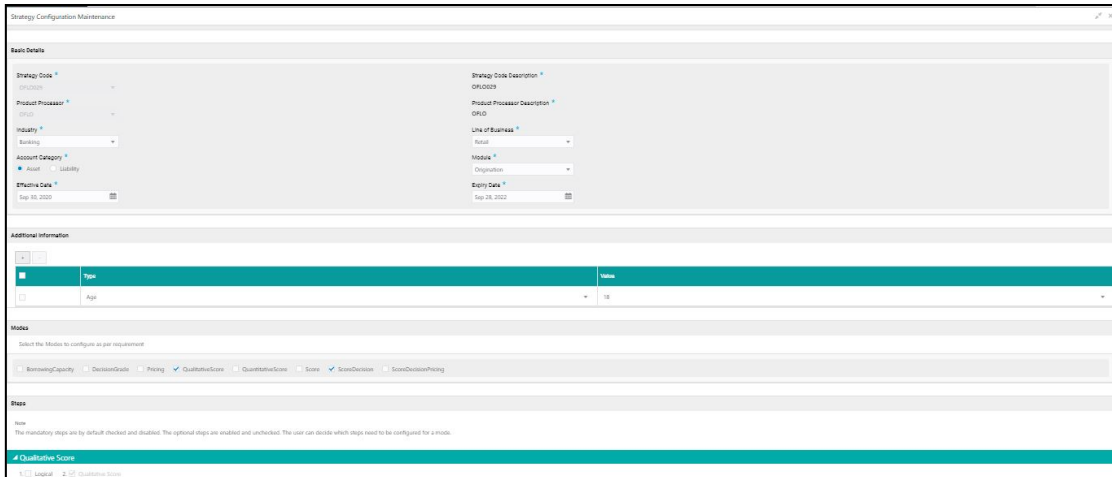 Strategy Configuration Maintenance
Basic Details
Strategy Code *
OFLO029
Strategy Code Description *
OFLO029
Product Processor *
OFLO
Product Processor Description *
OFLO
Industry *
Banking
Line of Business *
Retail
Account Category *
Asset Liability
Module *
Origination
Effective Date *
Sep 30, 2020
Expiry Date *
Sep 28, 2022
Additional Information
Type Value
Age 18
Modes
Select the Modes to configure as per requirement
BorrowingCapacity DecisionGrade Pricing QualitativeScore QuantitativeScore Score ScoreDecision ScoreDecisionPricing
Steps
Note
The mandatory steps are by default checked and disabled. The optional steps are enabled and unchecked. The user can decide which steps need to be configured for a mode.
Qualitative Score
1. Logical 2. Qualitative Score